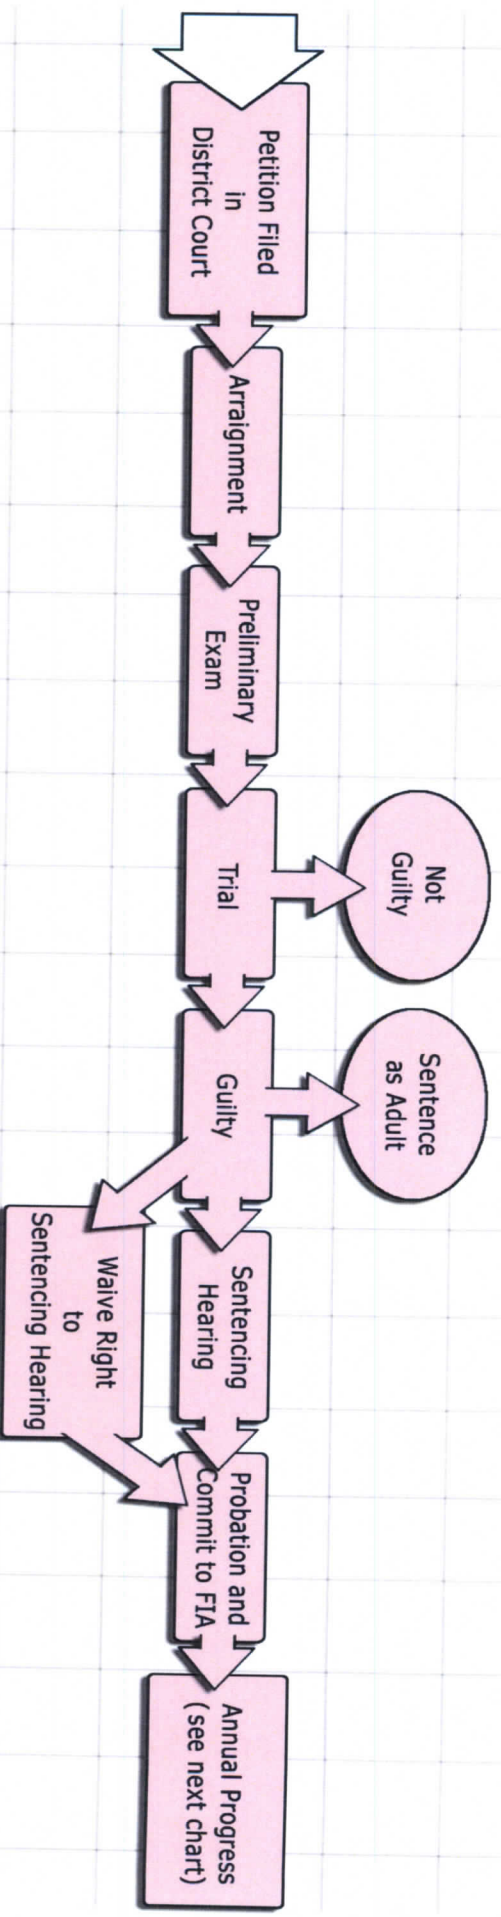 Petition Filed
in
District Court
Arraignment
Preliminary
Exam
Trial
Not
Guilty
Guilty
Sentence
as Adult
Sentencing
Hearing
Waive Right
to
Sentencing Hearing
Probation and
Commit to FIA
Annual Progress
(see next chart)